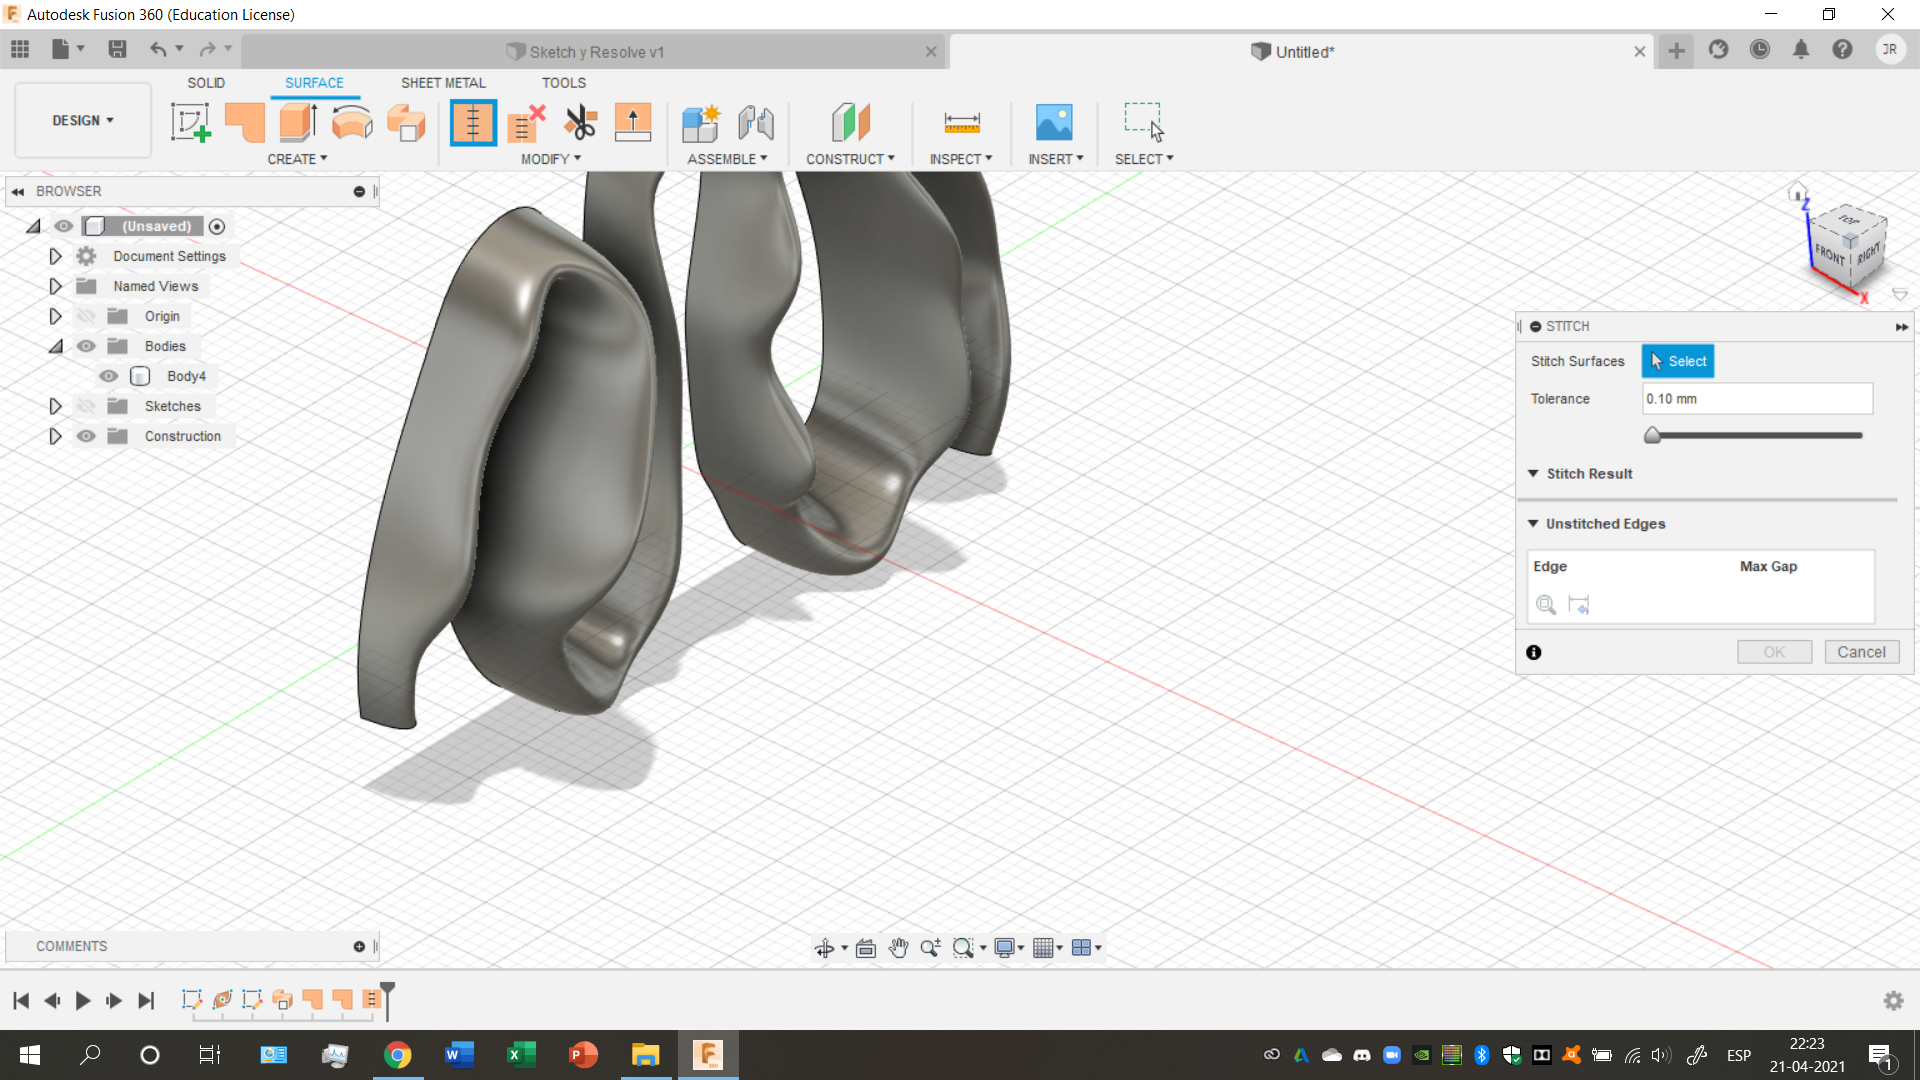 Autodesk Fusion 360 (Education License)
Sketch y Resolve v1
Untitled*
JR
SOLID
SURFACE
SHEET METAL
TOOLS
DESIGN
CREATE
MODIFY
ASSEMBLE
CONSTRUCT
INSPECT
INSERT
SELECT
BROWSER
(Unsaved)
Document Settings
Named Views
Origin
Bodies
Body4
Sketches
Construction
Z
TOP
FRONT
RIGHT
X
STITCH
Stitch Surfaces
Select
Tolerance
0.10 mm
Stitch Result
Unstitched Edges
Edge
Max Gap
OK
Cancel
COMMENTS
ESP
22:23
21-04-2021
1